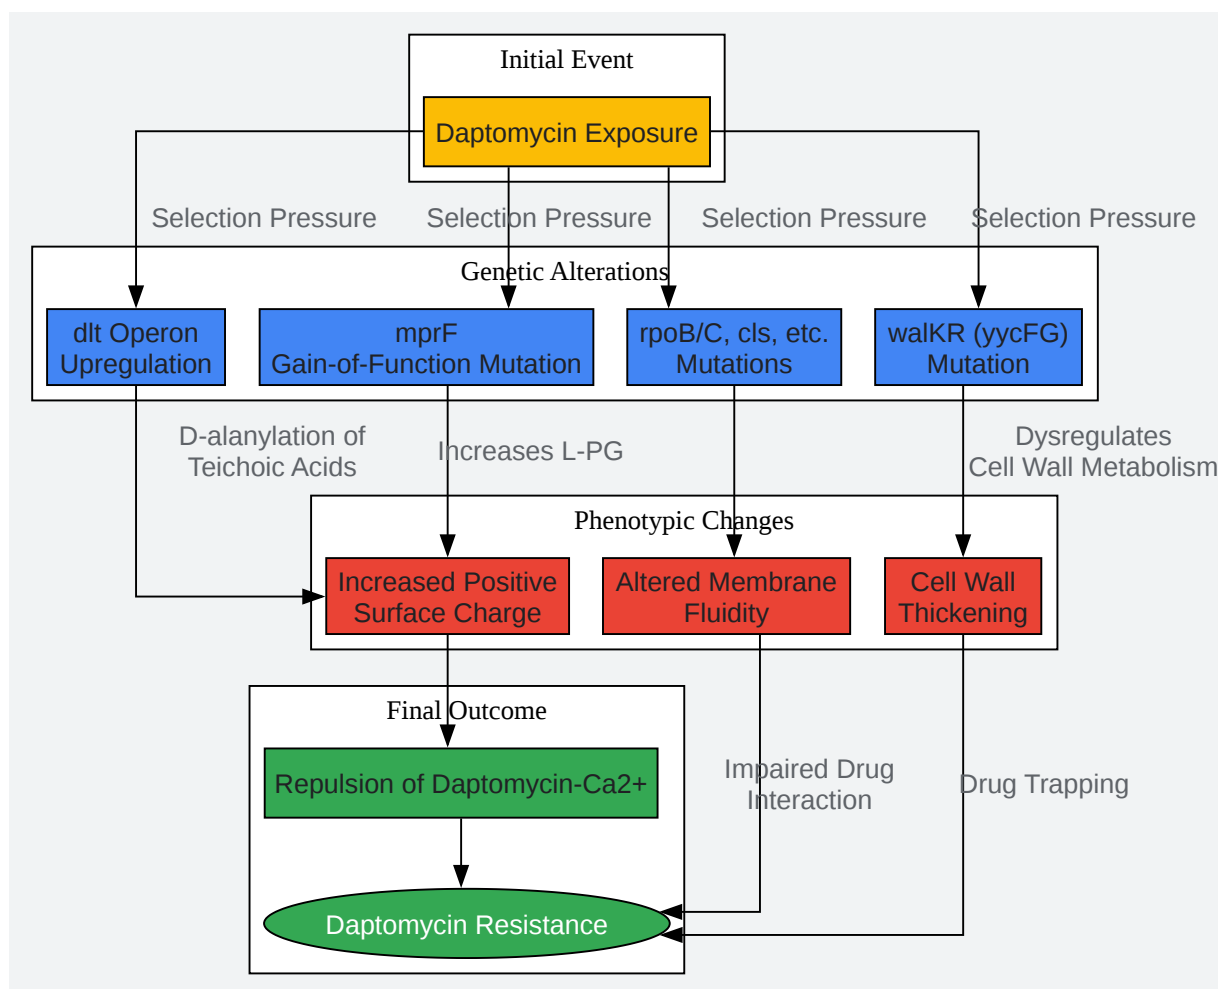 Initial Event
Daptomycin Exposure
Selection Pressure
Selection Pressure
Selection Pressure
Selection Pressure
Genetic Alterations
dlt Operon
Upregulation
mprF
Gain-of-Function Mutation
rpoB/C, cls, etc.
Mutations
walKR (yycFG)
Mutation
D-alanylation of
Teichoic Acids
Increases L-PG
Dysregulates
Cell Wall Metabolism
Phenotypic Changes
Increased Positive
Surface Charge
Altered Membrane
Fluidity
Cell Wall
Thickening
Final Outcome
Repulsion of Daptomycin-Ca2+
Impaired Drug
Interaction
Drug Trapping
Daptomycin Resistance